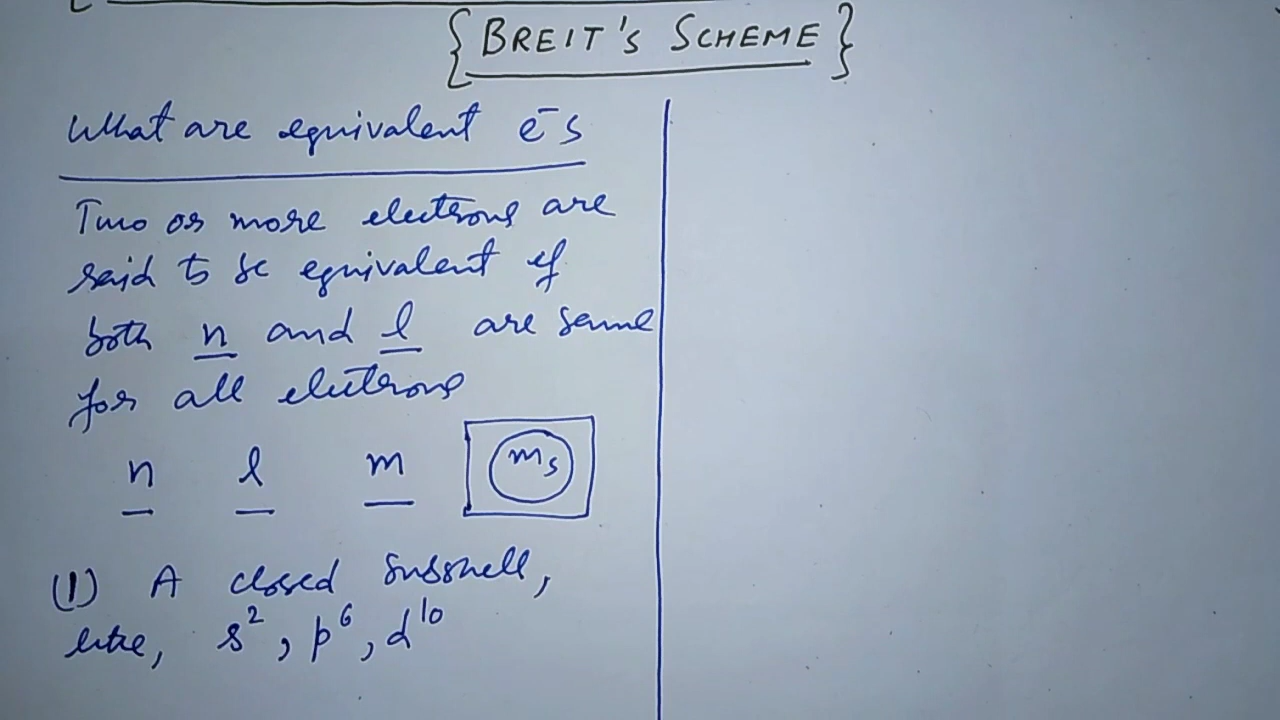 { BREIT's SCHEME }
What are equivalent e⁻s
Two or more electrons are
said to be equivalent if
both n and l are same
for all electrons
n l m mₛ
(1) A closed subshell,
like, s², p⁶, d¹⁰